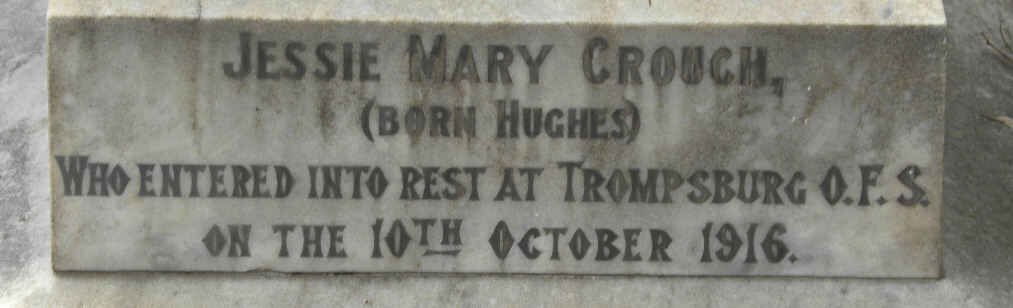 JESSIE MARY CROUCH,
(BORN HUGHES)
WHO ENTERED INTO REST AT TROMPSBURG O.F.S.
ON THE 10TH OCTOBER 1916.